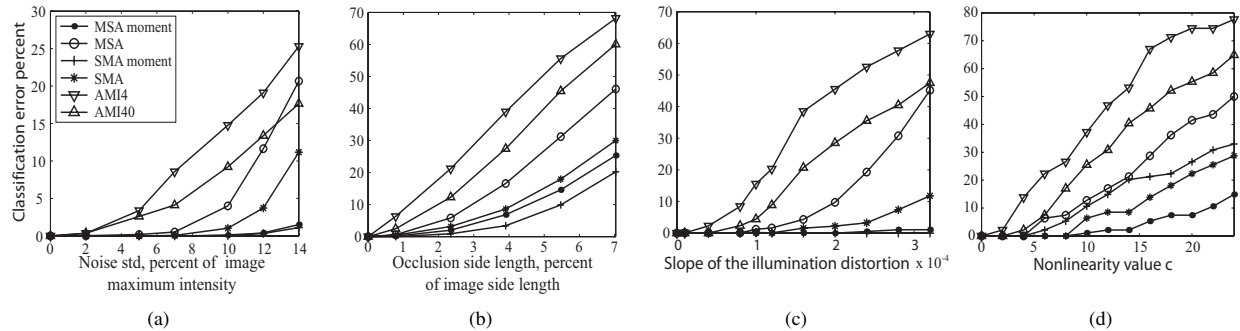 Classification error percent
30
25
20
15
10
5
0
MSA moment
MSA
SMA moment
SMA
AMI4
AMI40
0 2 4 6 8 10 12 14
Noise std, percent of image
maximum intensity
(a)
70
60
50
40
30
20
10
0
0 1 2 3 4 5 6 7
Occlusion side length, percent
of image side length
(b)
70
60
50
40
30
20
10
0
0 1 2 3
Slope of the illumination distortion x 10-4
(c)
80
70
60
50
40
30
20
10
0
0 5 10 15 20
Nonlinearity value c
(d)